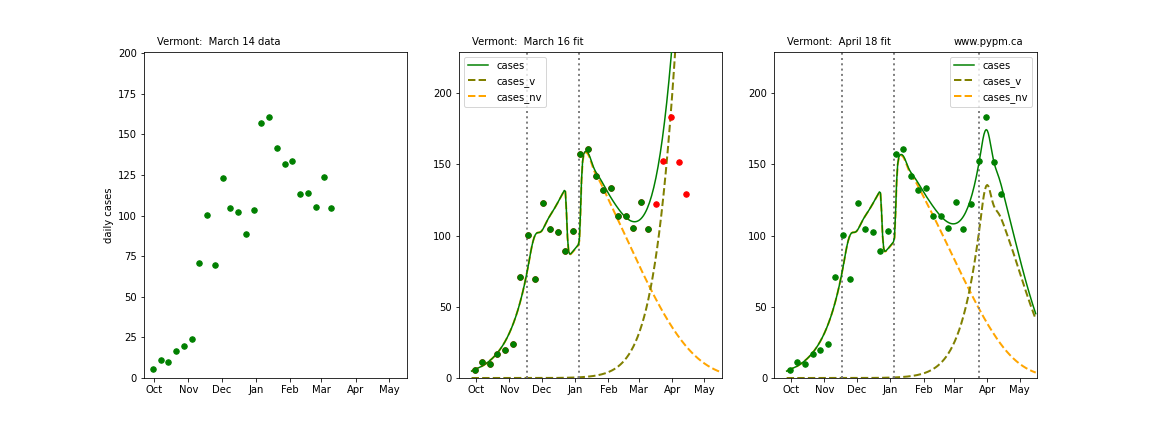 Vermont: March 14 data
daily cases
200
175
150
125
100
75
50
25
0
Oct Nov Dec Jan Feb Mar Apr May
Vermont: March 16 fit
cases
cases_v
cases_nv
200
150
100
50
0
Oct Nov Dec Jan Feb Mar Apr May
Vermont: April 18 fit www.pypm.ca
cases
cases_v
cases_nv
200
150
100
50
0
Oct Nov Dec Jan Feb Mar Apr May